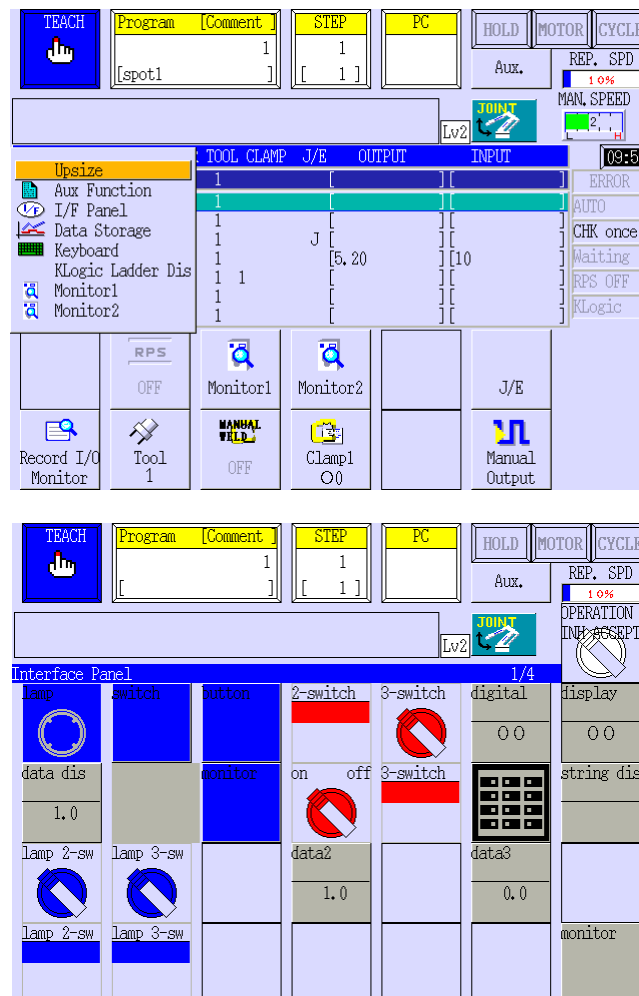 TEACH Program [Comment ] STEP PC HOLD MOTOR CYCLE
1 1
[spot1 ] [ 1 ] Aux. REP. SPD
10%
MAN.SPEED
Lv2 JOINT 2
L H
TOOL CLAMP J/E OUTPUT INPUT 09:5
Upsize 1 [ ][ ] ERROR
Aux Function 1 [ ][ ] AUTO
I/F Panel 1 [ ][ ] CHK once
Data Storage 1 J [ ][ ]
Keyboard 1 [5.20 ][10 ] Waiting
KLogic Ladder Dis 1 1 [ ][ ] RPS OFF
Monitor1 1 [ ][ ] KLogic
Monitor2 1 [ ][ ]
RPS
OFF Monitor1 Monitor2 J/E
MANUAL
WELD
Record I/O Tool OFF Clamp1 Manual
Monitor 1 OO Output
TEACH Program [Comment ] STEP PC HOLD MOTOR CYCLE
1 1
[ ] [ 1 ] Aux. REP. SPD
10%
OPERATION
Lv2 JOINT INH ACCEPT
Interface Panel 1/4
lamp switch button 2-switch 3-switch digital display
00 00
data dis monitor on off 3-switch string dis
1.0
lamp 2-sw lamp 3-sw data2 data3
1.0 0.0
lamp 2-sw lamp 3-sw monitor